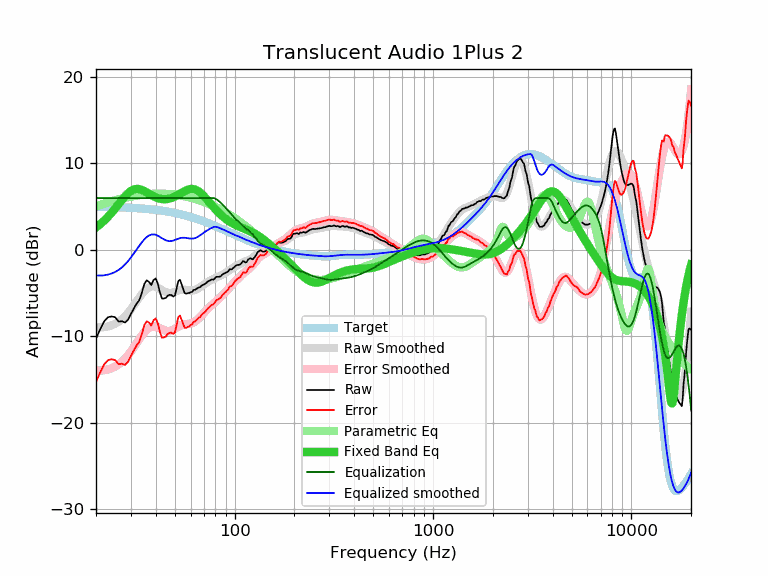 Translucent Audio 1Plus 2
20
10
0
−10
−20
−30
Amplitude (dBr)
Target
Raw Smoothed
Error Smoothed
Raw
Error
Parametric Eq
Fixed Band Eq
Equalization
Equalized smoothed
100
1000
10000
Frequency (Hz)